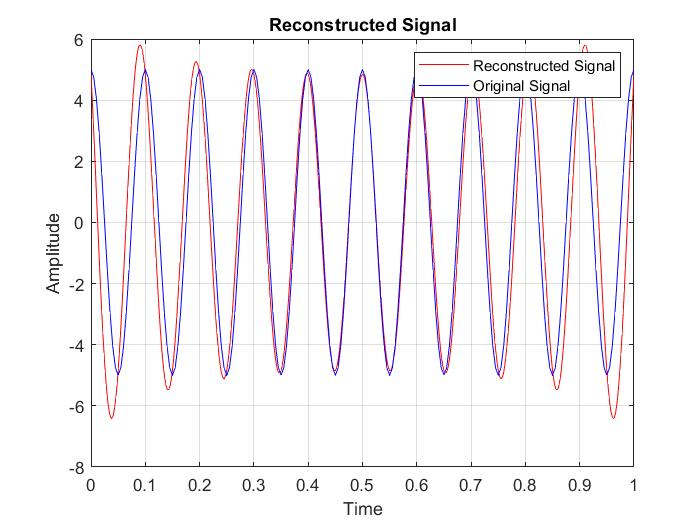 Reconstructed Signal
Reconstructed Signal
Original Signal
6
4
2
0
-2
-4
-6
-8
Amplitude
0 0.1 0.2 0.3 0.4 0.5 0.6 0.7 0.8 0.9 1
Time